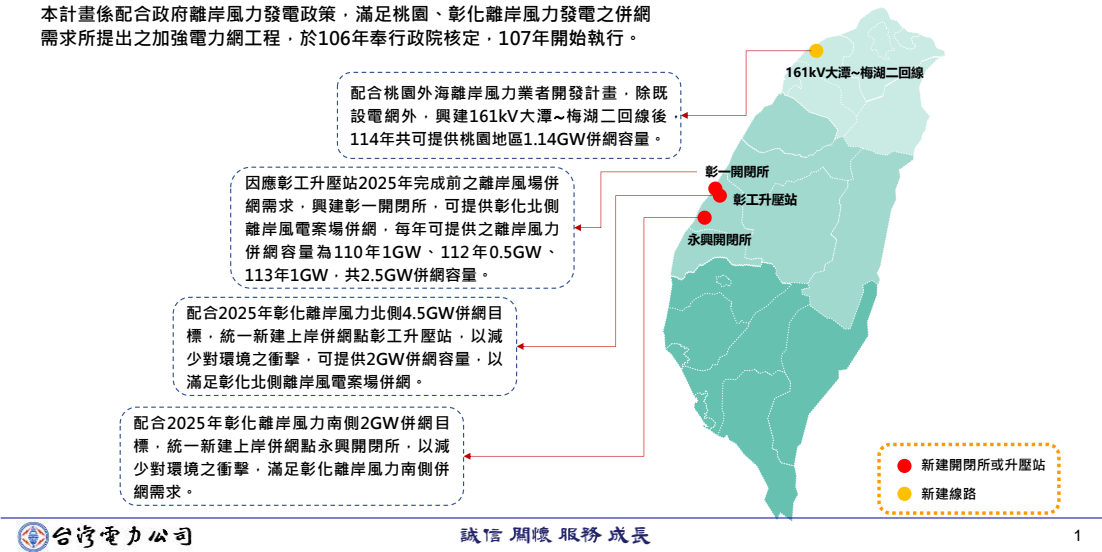 本計畫係配合政府離岸風力發電政策，滿足桃園、彰化離岸風力發電之併網
需求所提出之加強電力網工程，於106年奉行政院核定，107年開始執行。
161kV大潭~梅湖二回線
配合桃園外海離岸風力業者開發計畫，除既
設電網外，興建161kV大潭~梅湖二回線後，
114年共可提供桃園地區1.14GW併網容量。
彰一開閉所
彰工升壓站
永興開閉所
因應彰工升壓站2025年完成前之離岸風場併
網需求，興建彰一開閉所，可提供彰化北側
離岸風電案場併網，每年可提供之離岸風力
併網容量為110年1GW、112年0.5GW、
113年1GW，共2.5GW併網容量。
配合2025年彰化離岸風力北側4.5GW併網目
標，統一新建上岸併網點彰工升壓站，以減
少對環境之衝擊，可提供2GW併網容量，以
滿足彰化北側離岸風電案場併網。
配合2025年彰化離岸風力南側2GW併網目
標，統一新建上岸併網點永興開閉所，以減
少對環境之衝擊，滿足彰化離岸風力南側併
網需求。
新建開閉所或升壓站
新建線路
台灣電力公司
誠信 關懷 服務 成長
1